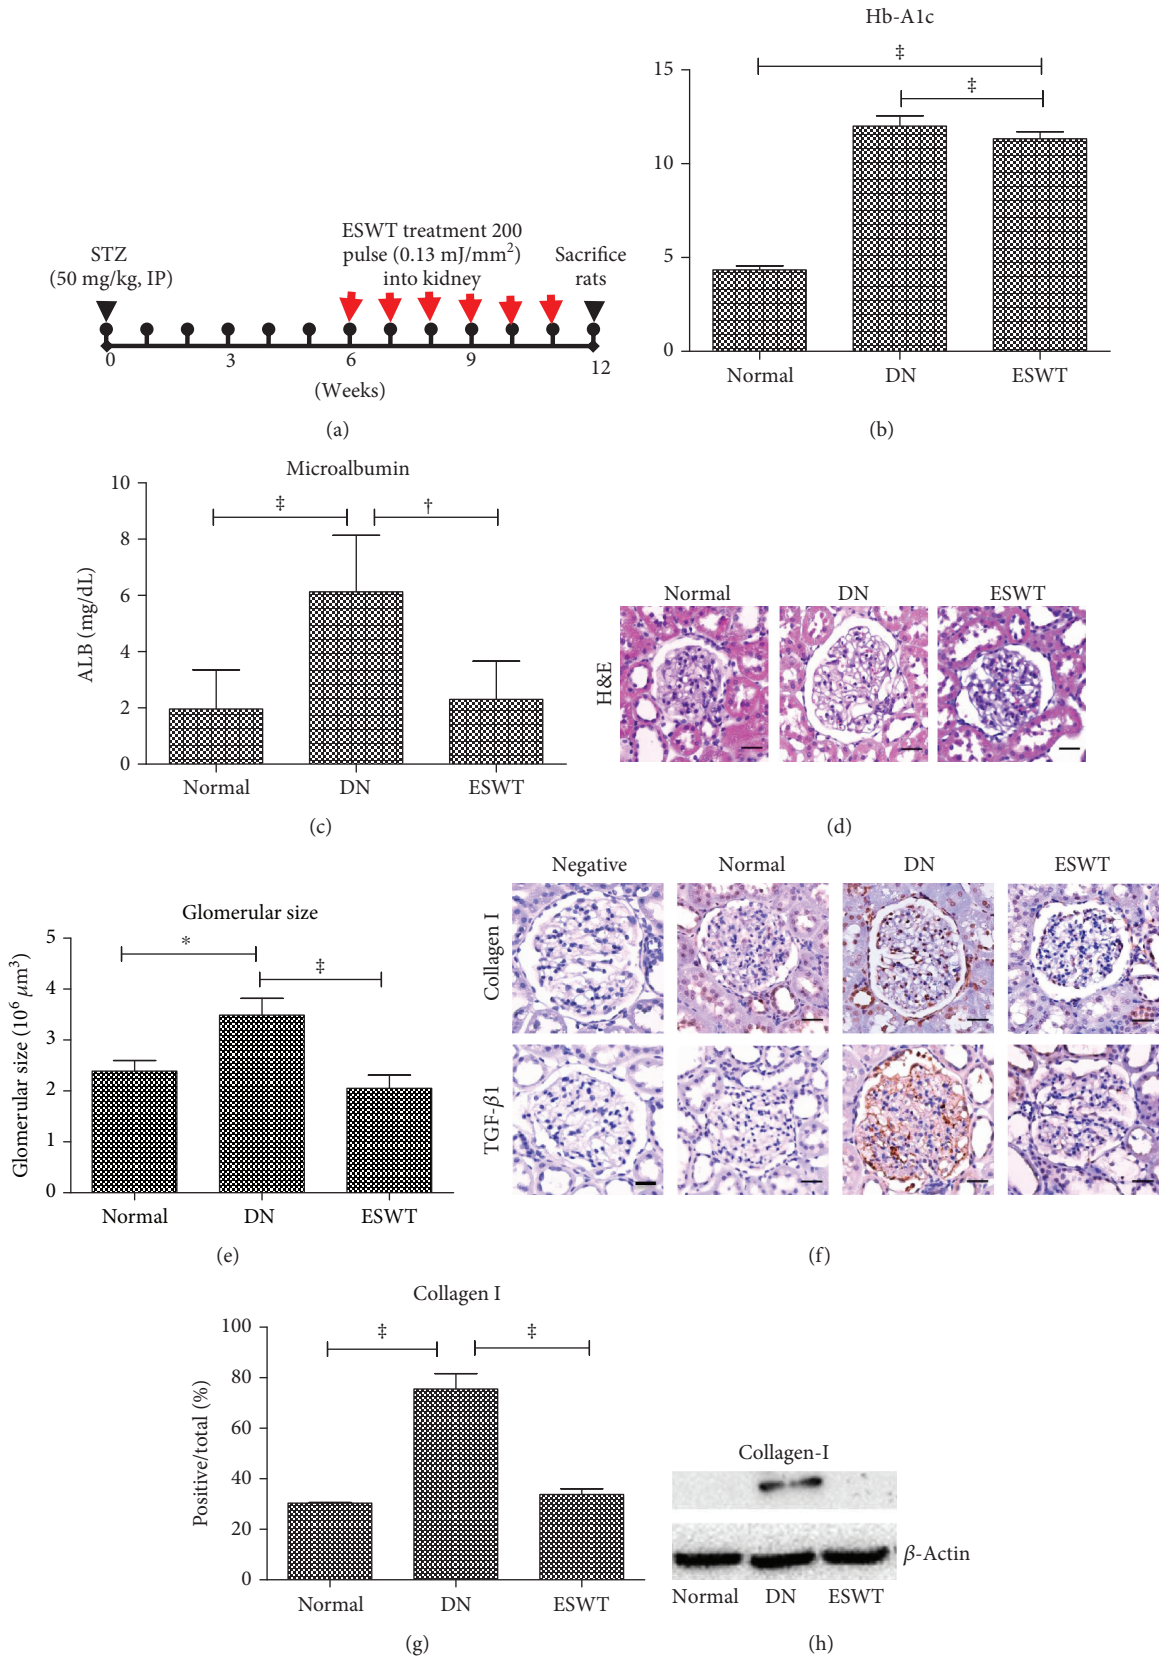 STZ
(50 mg/kg, IP)
ESWT treatment 200
pulse (0.13 mJ/mm²)
into kidney
Sacrifice
rats
0
3
6
9
12
(Weeks)
(a)
Hb-A1c
‡
‡
15
10
5
0
Normal
DN
ESWT
(b)
Microalbumin
ALB (mg/dL)
‡
†
10
8
6
4
2
0
Normal
DN
ESWT
(c)
Normal
DN
ESWT
H&E
(d)
Glomerular size
Glomerular size (10⁶ μm³)
*
‡
5
4
3
2
1
0
Normal
DN
ESWT
(e)
Negative
Normal
DN
ESWT
Collagen I
TGF-β1
(f)
Collagen I
Positive/total (%)
‡
‡
100
80
60
40
20
0
Normal
DN
ESWT
(g)
Collagen-I
β-Actin
Normal
DN
ESWT
(h)